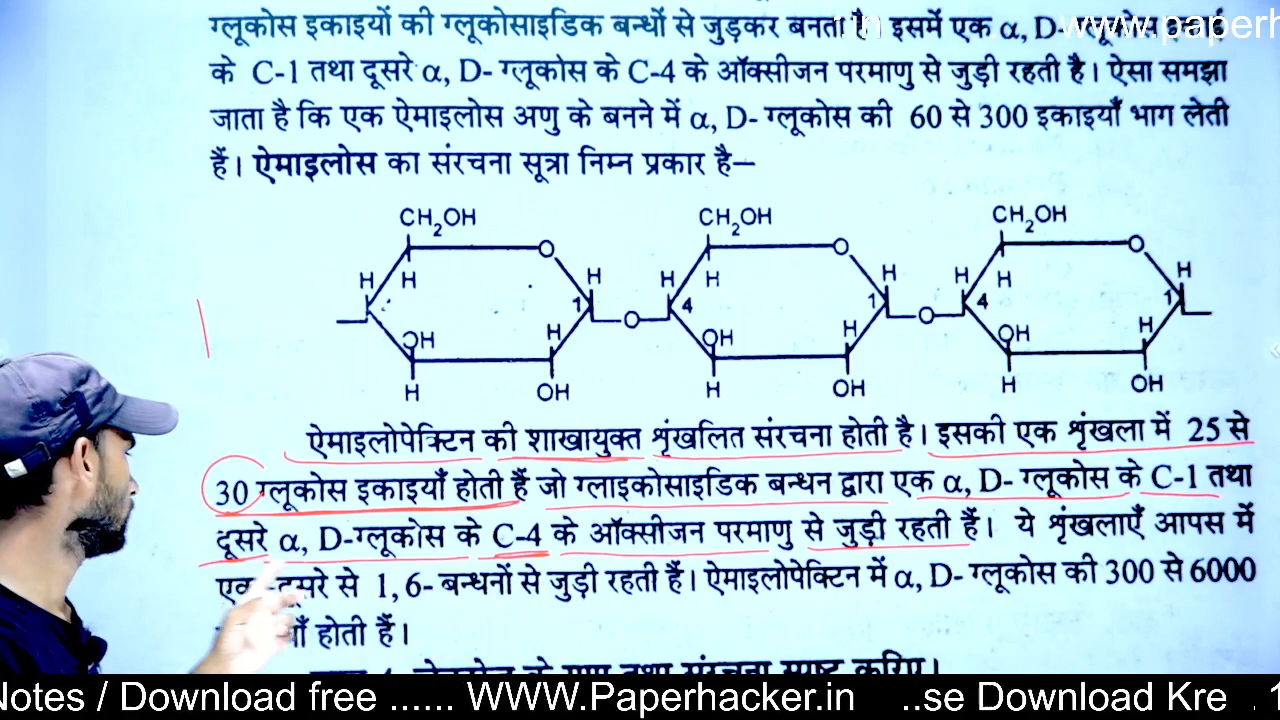 ग्लूकोस इकाइयों की ग्लूकोसाइडिक बन्धों से जुड़कर बनता है। इसमें एक α, D-
www.paperh
के C-1 तथा दूसरे α, D- ग्लूकोस के C-4 के ऑक्सीजन परमाणु से जुड़ी रहती है। ऐसा समझा
जाता है कि एक ऐमाइलोस अणु के बनने में α, D- ग्लूकोस की 60 से 300 इकाइयाँ भाग लेती
हैं। ऐमाइलोस का संरचना सूत्रा निम्न प्रकार है—
CH2OH CH2OH CH2OH
O O O
H H H H H H H H H
1 4 1 4 1
O O
OH H OH H OH H
H OH H OH H OH
ऐमाइलोपेक्टिन की शाखायुक्त शृंखलित संरचना होती है। इसकी एक शृंखला में 25 से
30 ग्लूकोस इकाइयाँ होती हैं जो ग्लाइकोसाइडिक बन्धन द्वारा एक α, D- ग्लूकोस के C-1 तथा
दूसरे α, D-ग्लूकोस के C-4 के ऑक्सीजन परमाणु से जुड़ी रहती हैं। ये शृंखलाएँ आपस में
दूसरे से 1, 6- बन्धनों से जुड़ी रहती हैं। ऐमाइलोपेक्टिन में α, D- ग्लूकोस की 300 से 6000
होती हैं।
Notes / Download free ...... WWW.Paperhacker.in ..se Download Kre